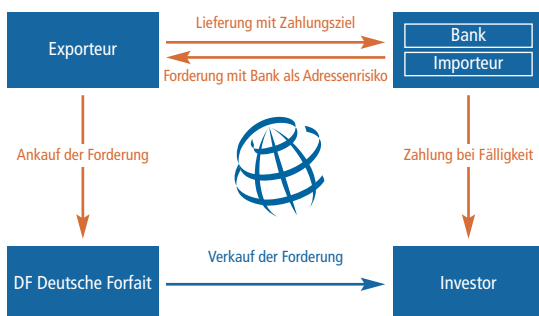 Lieferung mit Zahlungsziel
Exporteur
Bank
Importeur
Forderung mit Bank als Adressenrisiko
Ankauf der Forderung
Zahlung bei Fälligkeit
Verkauf der Forderung
DF Deutsche Forfait
Investor